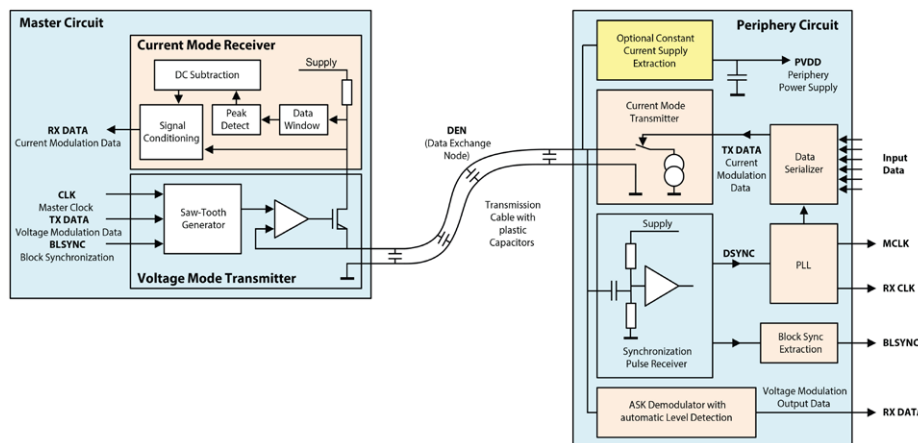 Master Circuit
Current Mode Receiver
Supply
DC Subtraction
Signal
Conditioning
Peak
Detect
Data
Window
RX DATA
Current Modulation Data
CLK
Master Clock
TX DATA
Voltage Modulation Data
BLSYNC
Block Synchronization
Saw-Tooth
Generator
Voltage Mode Transmitter
DEN
(Data Exchange
Node)
Transmission
Cable with
plastic
Capacitors
Periphery Circuit
Optional Constant
Current Supply
Extraction
PVDD
Periphery
Power Supply
Current Mode
Transmitter
TX DATA
Current
Modulation
Data
Data
Serializer
Input
Data
Supply
DSYNC
PLL
MCLK
RX CLK
Synchronization
Pulse Receiver
Block Sync
Extraction
BLSYNC
ASK Demodulator with
automatic Level Detection
Voltage Modulation
Output Data
RX DATA